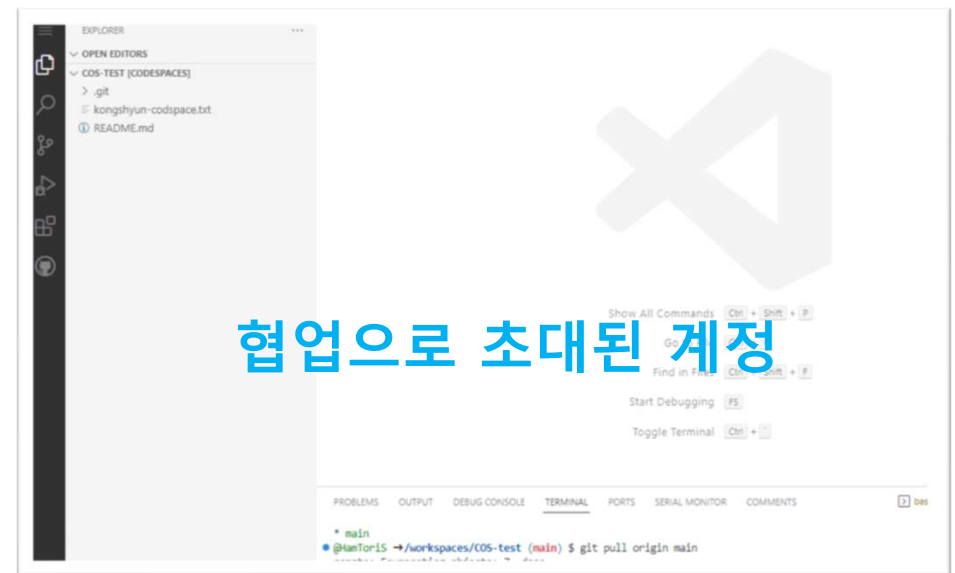 EXPLORER ...
OPEN EDITORS
COS-TEST [CODESPACES]
> .git
kongshyun-codspace.txt
README.md
Show All Commands Ctrl + Shift + P
Go
협업으로 초대된 계정
Find in Files Ctrl + Shift + F
Start Debugging F5
Toggle Terminal Ctrl + `
PROBLEMS OUTPUT DEBUG CONSOLE TERMINAL PORTS SERIAL MONITOR COMMENTS bas
* main
@HamToriS →/workspaces/COS-test (main) $ git pull origin main